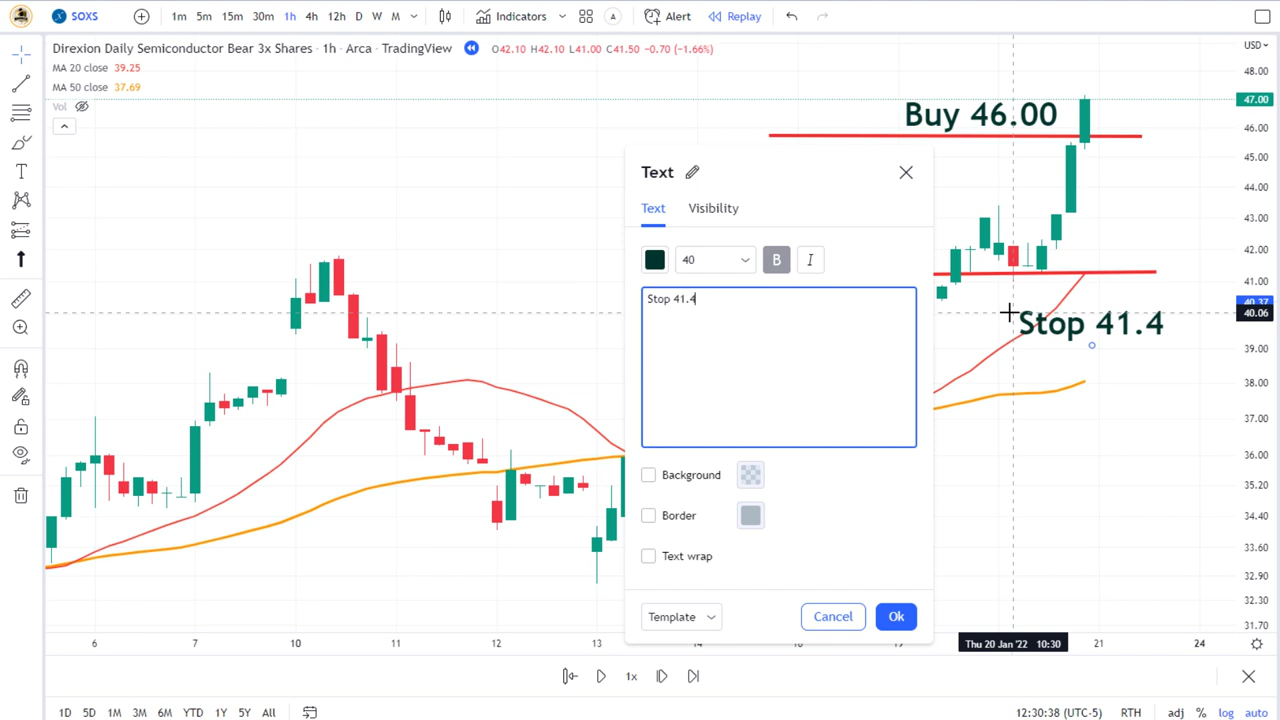 SOXS
1m 5m 15m 30m 1h 4h 12h D W M
Indicators
A
Alert
Replay
Direxion Daily Semiconductor Bear 3x Shares · 1h · Arca · TradingView
O42.10 H42.10 L41.00 C41.50 −0.70 (−1.66%)
USD
MA 20 close 39.25
MA 50 close 37.69
Vol
Buy 46.00
Stop 41.4
48.00
47.00
46.00
45.00
44.00
43.00
42.00
41.00
40.37
40.06
39.00
38.00
37.00
36.00
35.20
34.40
33.60
32.90
32.30
31.70
Text
Text Visibility
40
B
I
Stop 41.4
Background
Border
Text wrap
Template
Cancel
Ok
6 7 10 11 12 13 14 18 19 Thu 20 Jan '22 10:30 21 24
1x
1D 5D 1M 3M 6M YTD 1Y 5Y All
12:30:38 (UTC-5) RTH adj % log auto